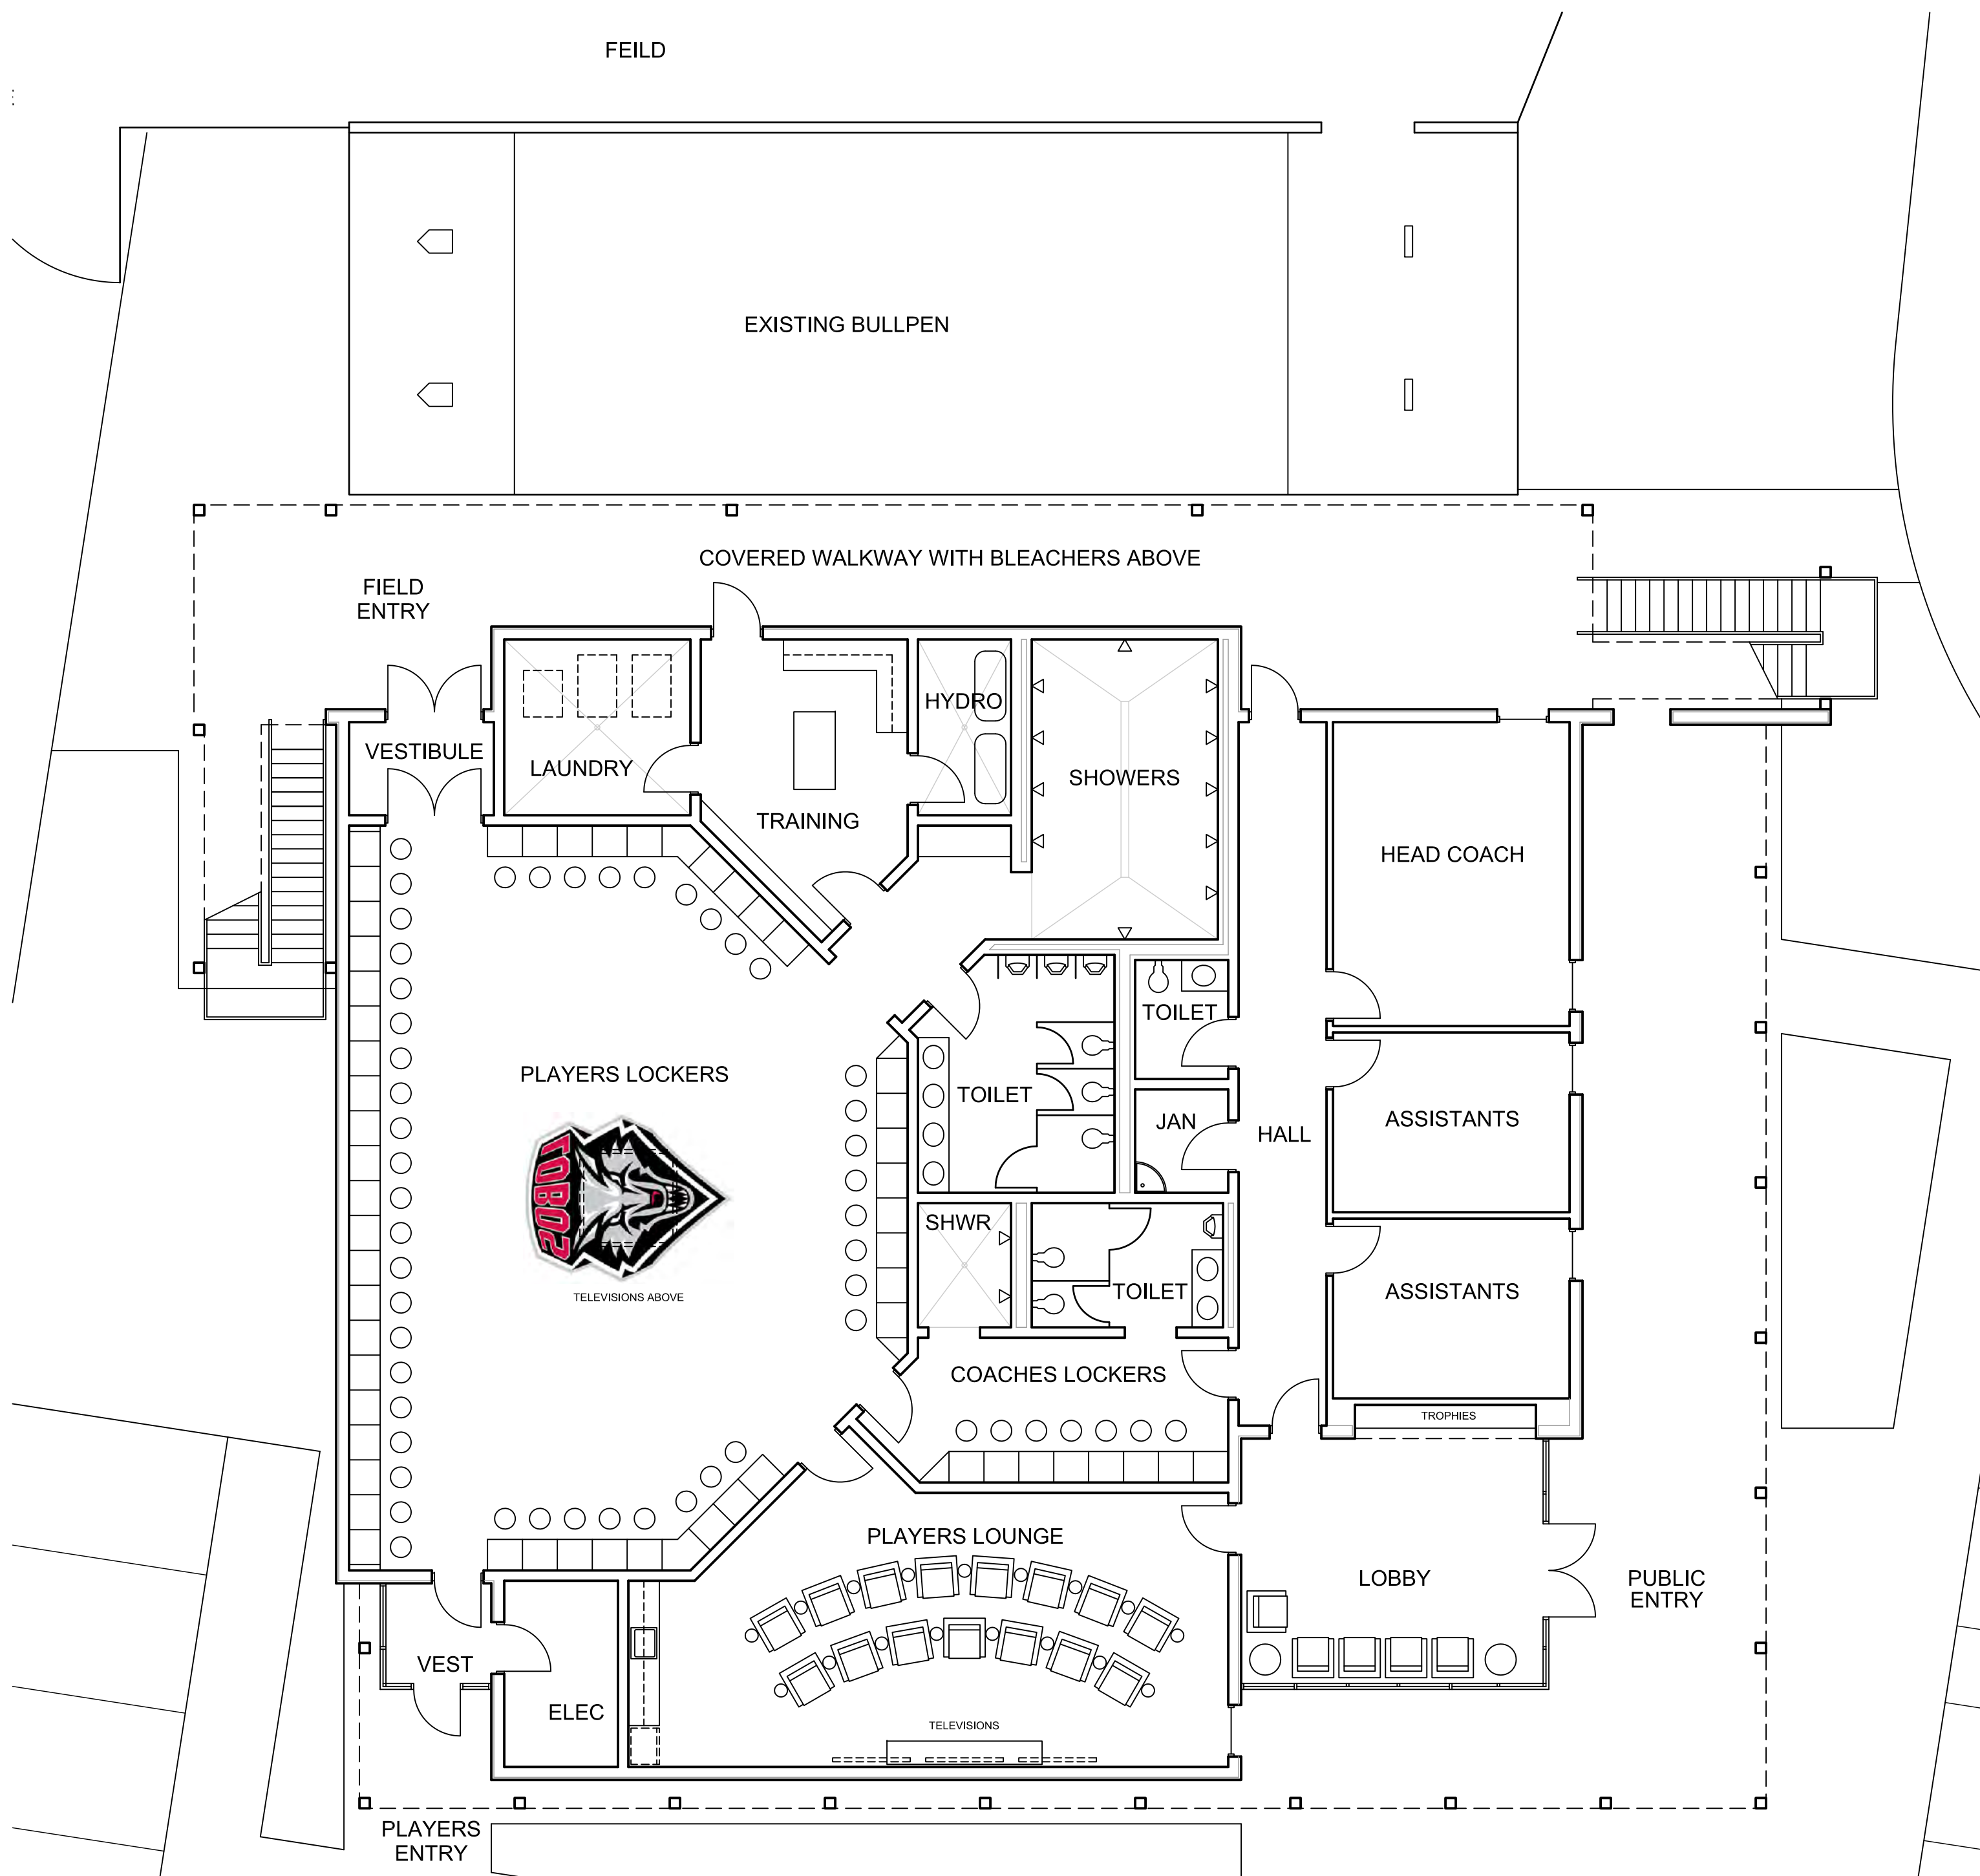 FEILD
EXISTING BULLPEN
COVERED WALKWAY WITH BLEACHERS ABOVE
FIELD
ENTRY
VESTIBULE
LAUNDRY
HYDRO
TRAINING
SHOWERS
HEAD COACH
TOILET
PLAYERS LOCKERS
TOILET
JAN
HALL
ASSISTANTS
LOBOS
TELEVISIONS ABOVE
SHWR
TOILET
ASSISTANTS
COACHES LOCKERS
TROPHIES
PLAYERS LOUNGE
LOBBY
PUBLIC
ENTRY
VEST
ELEC
TELEVISIONS
PLAYERS
ENTRY